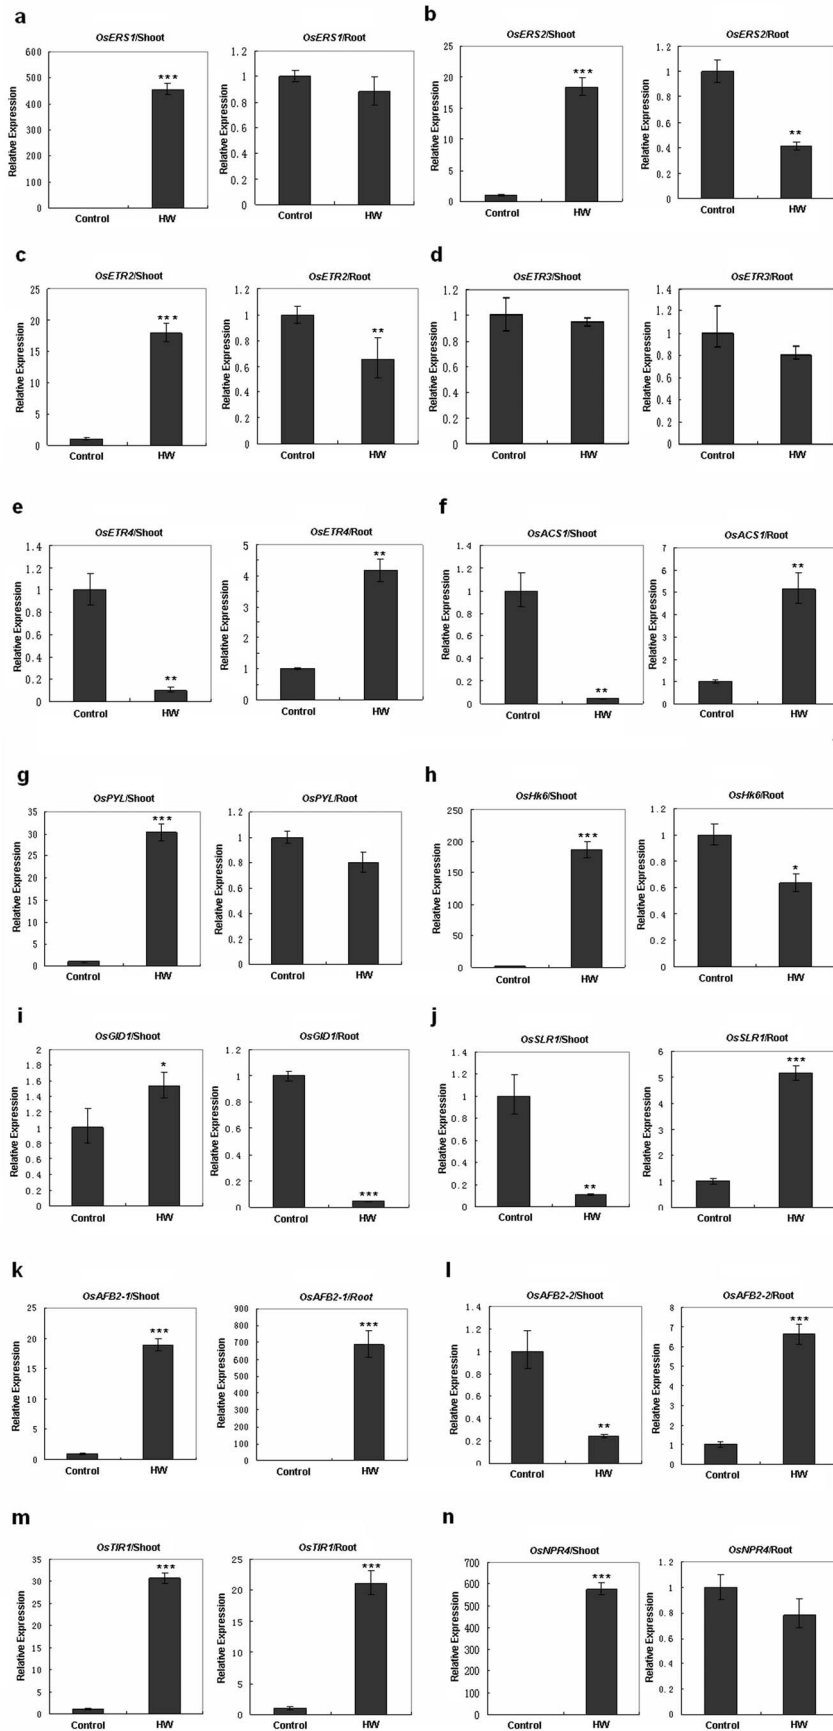 a
OsERS1/Shoot
Relative Expression
600
500
400
300
200
100
0
***
Control HW
OsERS1/Root
Relative Expression
1.2
1
0.8
0.6
0.4
0.2
0
Control HW
b
OsERS2/Shoot
Relative Expression
25
20
15
10
5
0
***
Control HW
OsERS2/Root
Relative Expression
1.2
1
0.8
0.6
0.4
0.2
0
**
Control HW
c
OsETR2/Shoot
Relative Expression
25
20
15
10
5
0
***
Control HW
OsETR2/Root
Relative Expression
1.2
1
0.8
0.6
0.4
0.2
0
**
Control HW
d
OsETR3/Shoot
Relative Expression
1.2
1
0.8
0.6
0.4
0.2
0
Control HW
OsETR3/Root
Relative Expression
1.4
1.2
1
0.8
0.6
0.4
0.2
0
Control HW
e
OsETR4/Shoot
Relative Expression
1.4
1.2
1
0.8
0.6
0.4
0.2
0
**
Control HW
OsETR4/Root
Relative Expression
5
4
3
2
1
0
**
Control HW
f
OsACS1/Shoot
Relative Expression
1.4
1.2
1
0.8
0.6
0.4
0.2
0
**
Control HW
OsACS1/Root
Relative Expression
7
6
5
4
3
2
1
0
**
Control HW
g
OsPYL/Shoot
Relative Expression
35
30
25
20
15
10
5
0
***
Control HW
OsPYL/Root
Relative Expression
1.2
1
0.8
0.6
0.4
0.2
0
Control HW
h
OsHk6/Shoot
Relative Expression
250
200
150
100
50
0
***
Control HW
OsHk6/Root
Relative Expression
1.2
1
0.8
0.6
0.4
0.2
0
*
Control HW
i
OsGID1/Shoot
Relative Expression
2
1.8
1.6
1.4
1.2
1
0.8
0.6
0.4
0.2
0
*
Control HW
OsGID1/Root
Relative Expression
1.2
1
0.8
0.6
0.4
0.2
0
***
Control HW
j
OsSLR1/Shoot
Relative Expression
1.4
1.2
1
0.8
0.6
0.4
0.2
0
**
Control HW
OsSLR1/Root
Relative Expression
6
5
4
3
2
1
0
***
Control HW
k
OsAFB2-1/Shoot
Relative Expression
25
20
15
10
5
0
***
Control HW
OsAFB2-1/Root
Relative Expression
900
800
700
600
500
400
300
200
100
0
***
Control HW
l
OsAFB2-2/Shoot
Relative Expression
1.4
1.2
1
0.8
0.6
0.4
0.2
0
**
Control HW
OsAFB2-2/Root
Relative Expression
8
7
6
5
4
3
2
1
0
***
Control HW
m
OsTIR1/Shoot
Relative Expression
35
30
25
20
15
10
5
0
***
Control HW
OsTIR1/Root
Relative Expression
25
20
15
10
5
0
***
Control HW
n
OsNPR4/Shoot
Relative Expression
700
600
500
400
300
200
100
0
***
Control HW
OsNPR4/Root
Relative Expression
1.2
1
0.8
0.6
0.4
0.2
0
Control HW